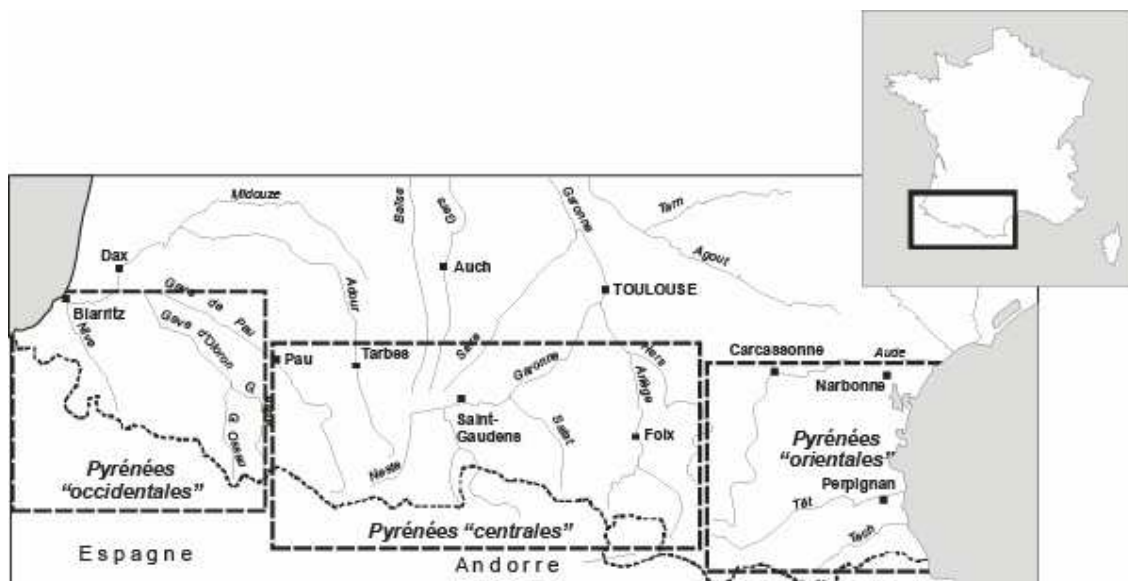 Midouze
Baïse
Gers
Garonne
Tarn
Agout
Dax
Auch
Adour
TOULOUSE
Biarritz
Nive
Gave de Pau
Gave d'Oloron
Save
Hers
Pau
Tarbes
Garonne
Ariège
Carcassonne
Aude
Narbonne
Saint-
Gaudens
Salat
Foix
G. Ossau
Neste
Pyrénées
"occidentales"
Pyrénées "centrales"
Pyrénées
"orientales"
Perpignan
Têt
Tech
Espagne
Andorre